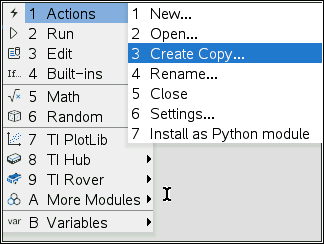 1 Actions
2 Run
3 Edit
If... 4 Built-ins
5 Math
6 Random
7 TI PlotLib
8 TI Hub
9 TI Rover
A More Modules
var B Variables
1 New...
2 Open...
3 Create Copy...
4 Rename...
5 Close
6 Settings...
7 Install as Python module